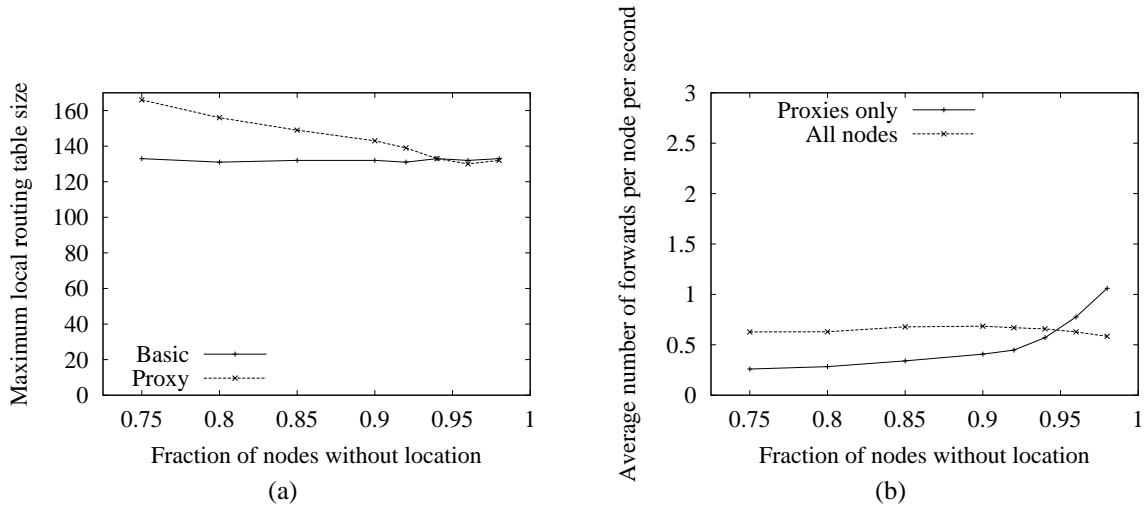 Maximum local routing table size
160
140
120
100
80
60
40
20
0
Basic
Proxy
0.75 0.8 0.85 0.9 0.95 1
Fraction of nodes without location
(a)
Average number of forwards per node per second
3
2.5
2
1.5
1
0.5
0
Proxies only
All nodes
0.75 0.8 0.85 0.9 0.95 1
Fraction of nodes without location
(b)